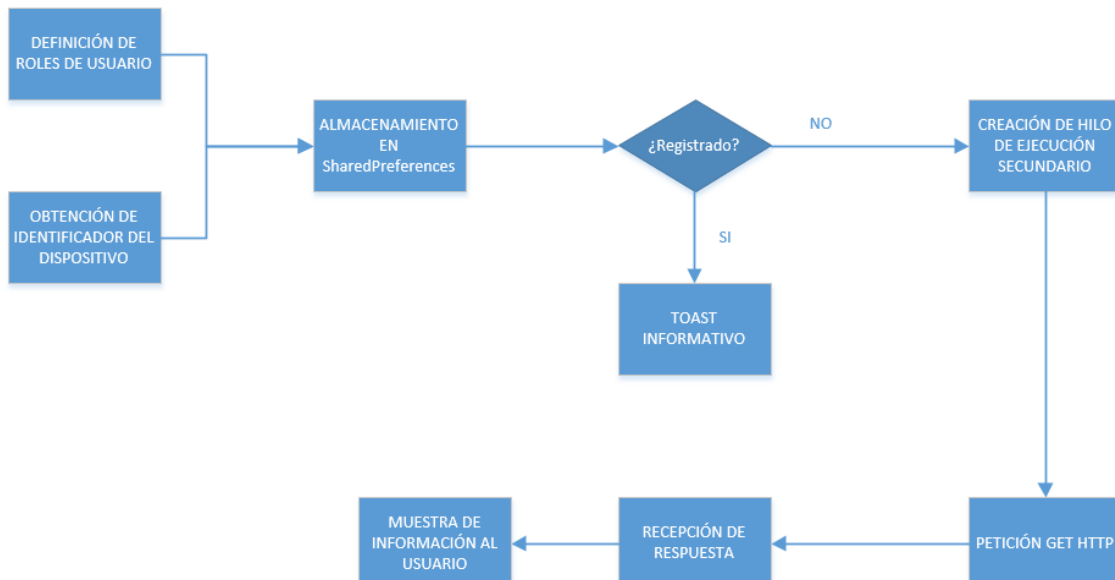 DEFINICIÓN DE
ROLES DE USUARIO
OBTENCIÓN DE
IDENTIFICADOR DEL
DISPOSITIVO
ALMACENAMIENTO
EN
SharedPreferences
¿Registrado?
NO
SI
TOAST
INFORMATIVO
CREACIÓN DE HILO
DE EJECUCIÓN
SECUNDARIO
PETICIÓN GET HTTP
RECEPCIÓN DE
RESPUESTA
MUESTRA DE
INFORMACIÓN AL
USUARIO